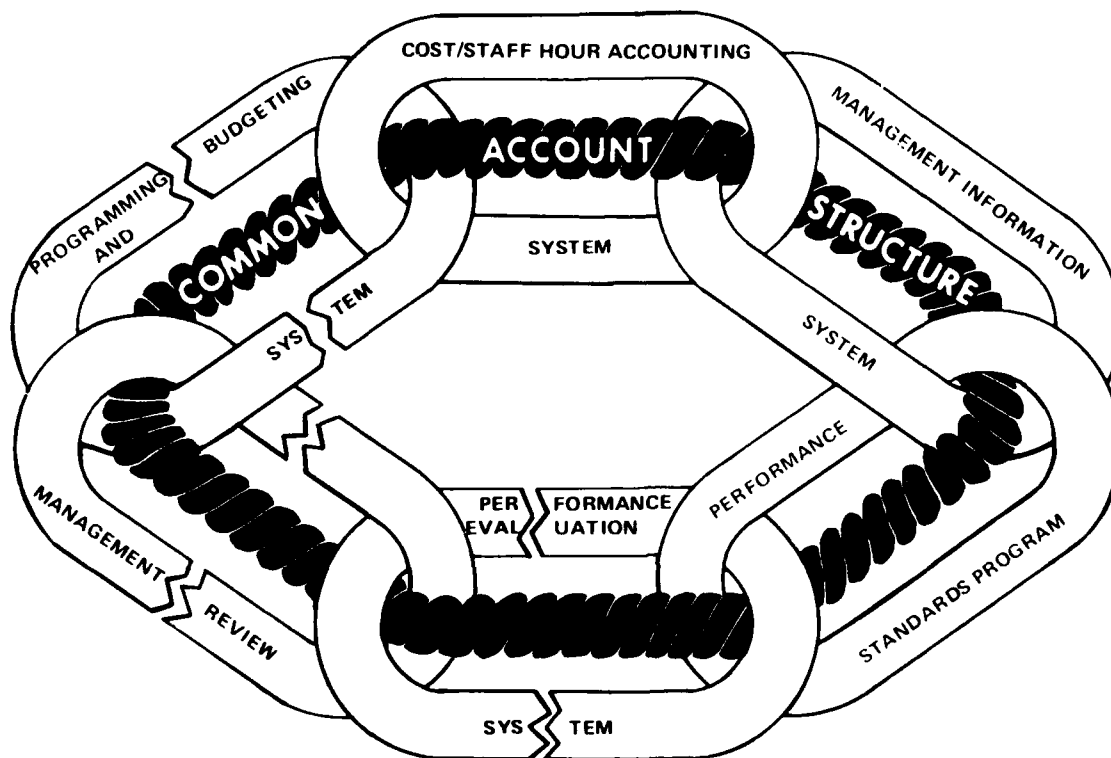 COST/STAFF HOUR ACCOUNTING
SYSTEM
PROGRAMMING
AND
BUDGETING
SYS
TEM
COMMON
ACCOUNT
STRUCTURE
MANAGEMENT INFORMATION
SYSTEM
PERFORMANCE
STANDARDS PROGRAM
PER FORMANCE
EVAL UATION
SYS TEM
MANAGEMENT
REVIEW